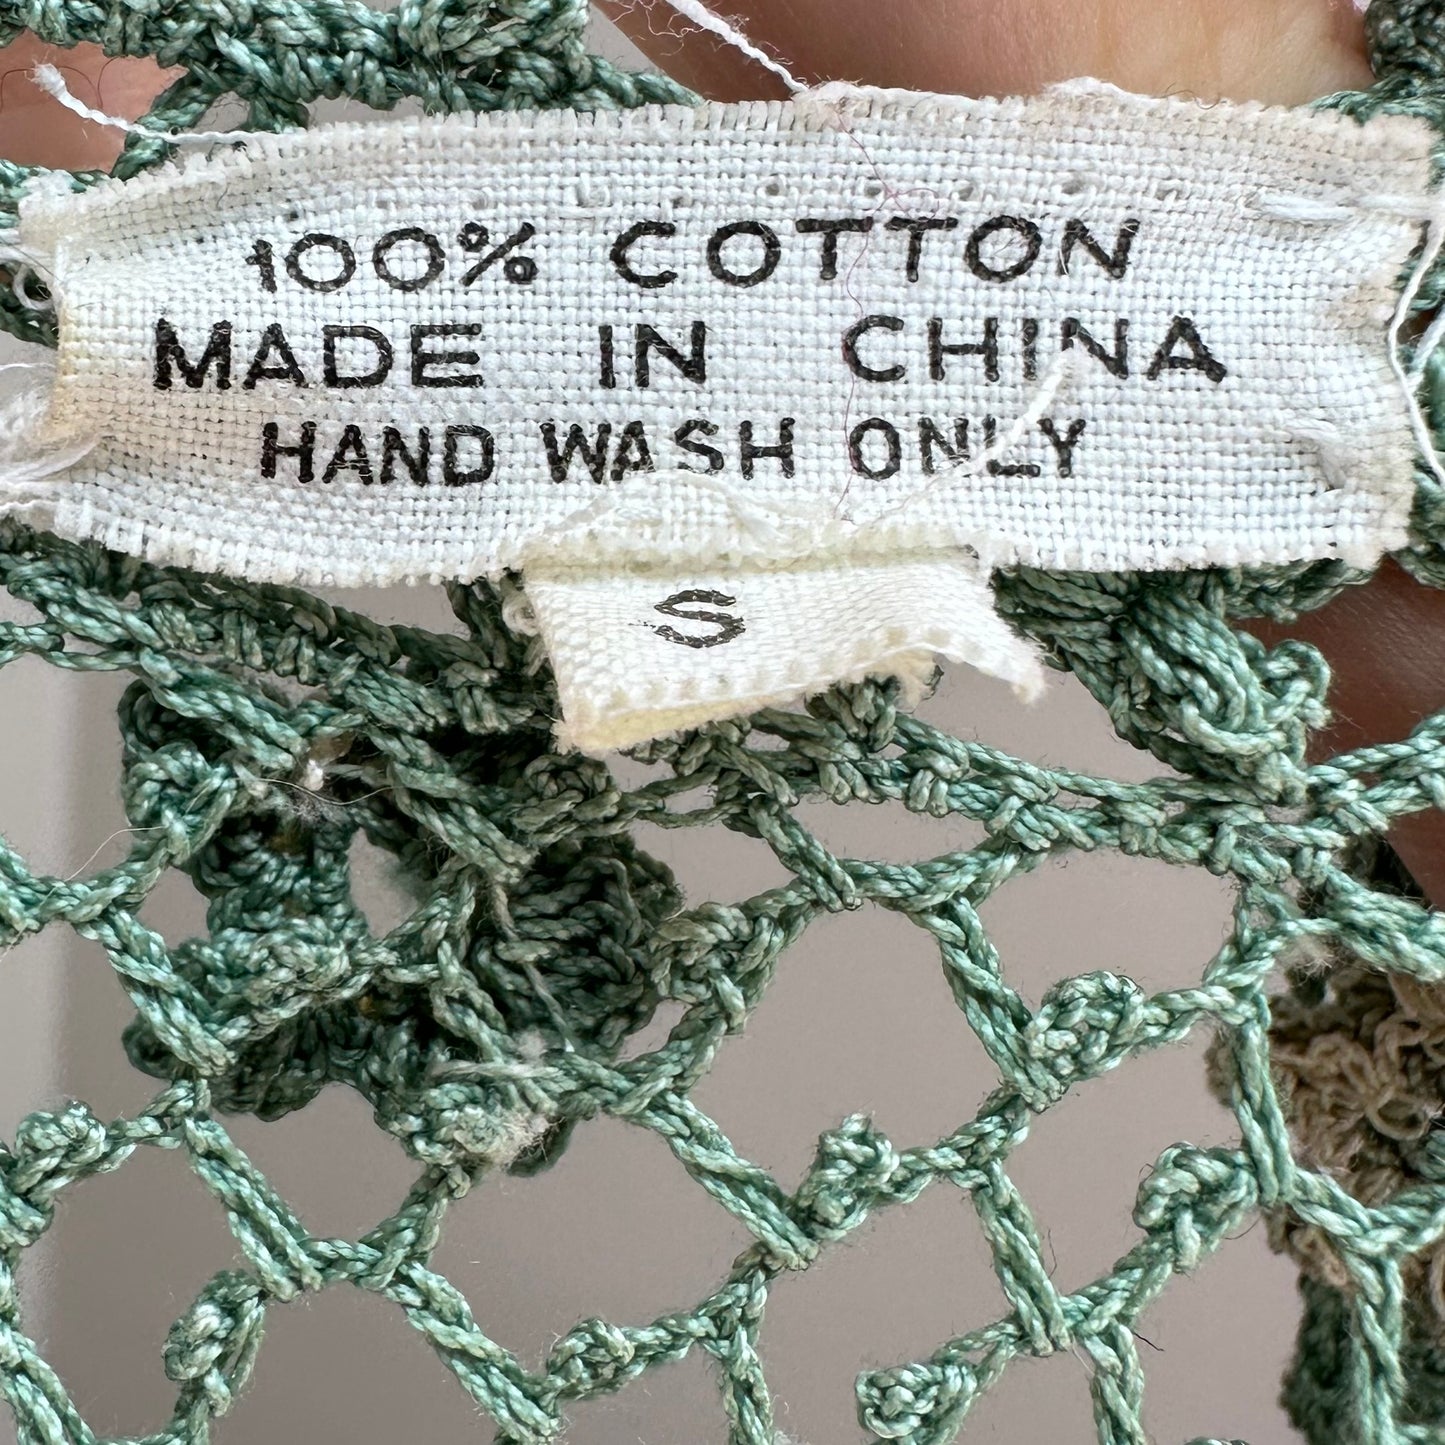 100% COTTON
MADE IN CHINA
HAND WASH ONLY
S